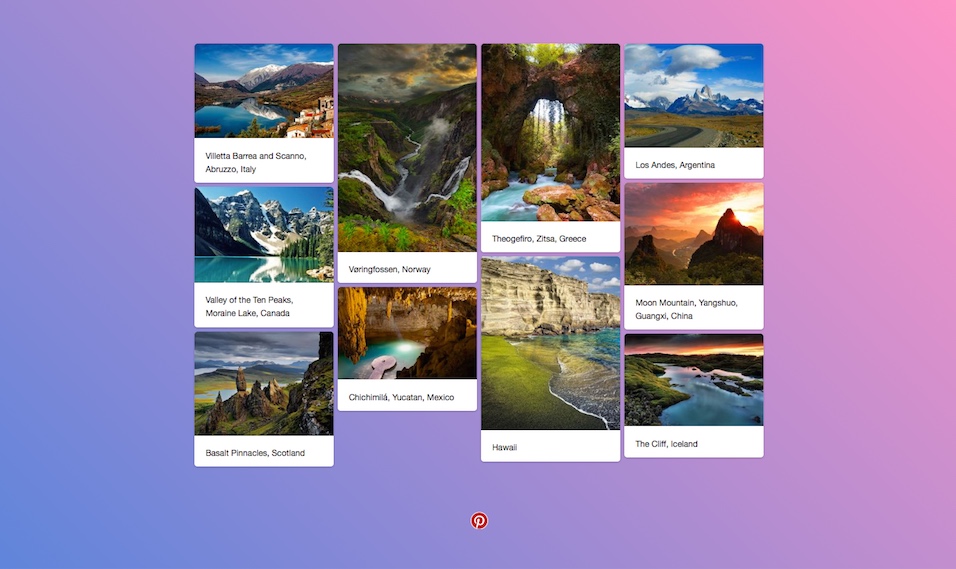 Villetta Barrea and Scanno,
Abruzzo, Italy
Valley of the Ten Peaks,
Moraine Lake, Canada
Basalt Pinnacles, Scotland
Vøringfossen, Norway
Chichimilá, Yucatan, Mexico
Theogefiro, Zitsa, Greece
Hawaii
Los Andes, Argentina
Moon Mountain, Yangshuo,
Guangxi, China
The Cliff, Iceland